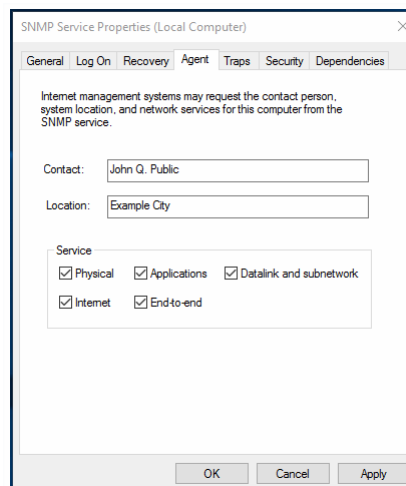 SNMP Service Properties (Local Computer)
General Log On Recovery Agent Traps Security Dependencies
Internet management systems may request the contact person,
system location, and network services for this computer from the
SNMP service.
Contact: John Q. Public
Location: Example City
Service
Physical Applications Datalink and subnetwork
Internet End-to-end
OK Cancel Apply